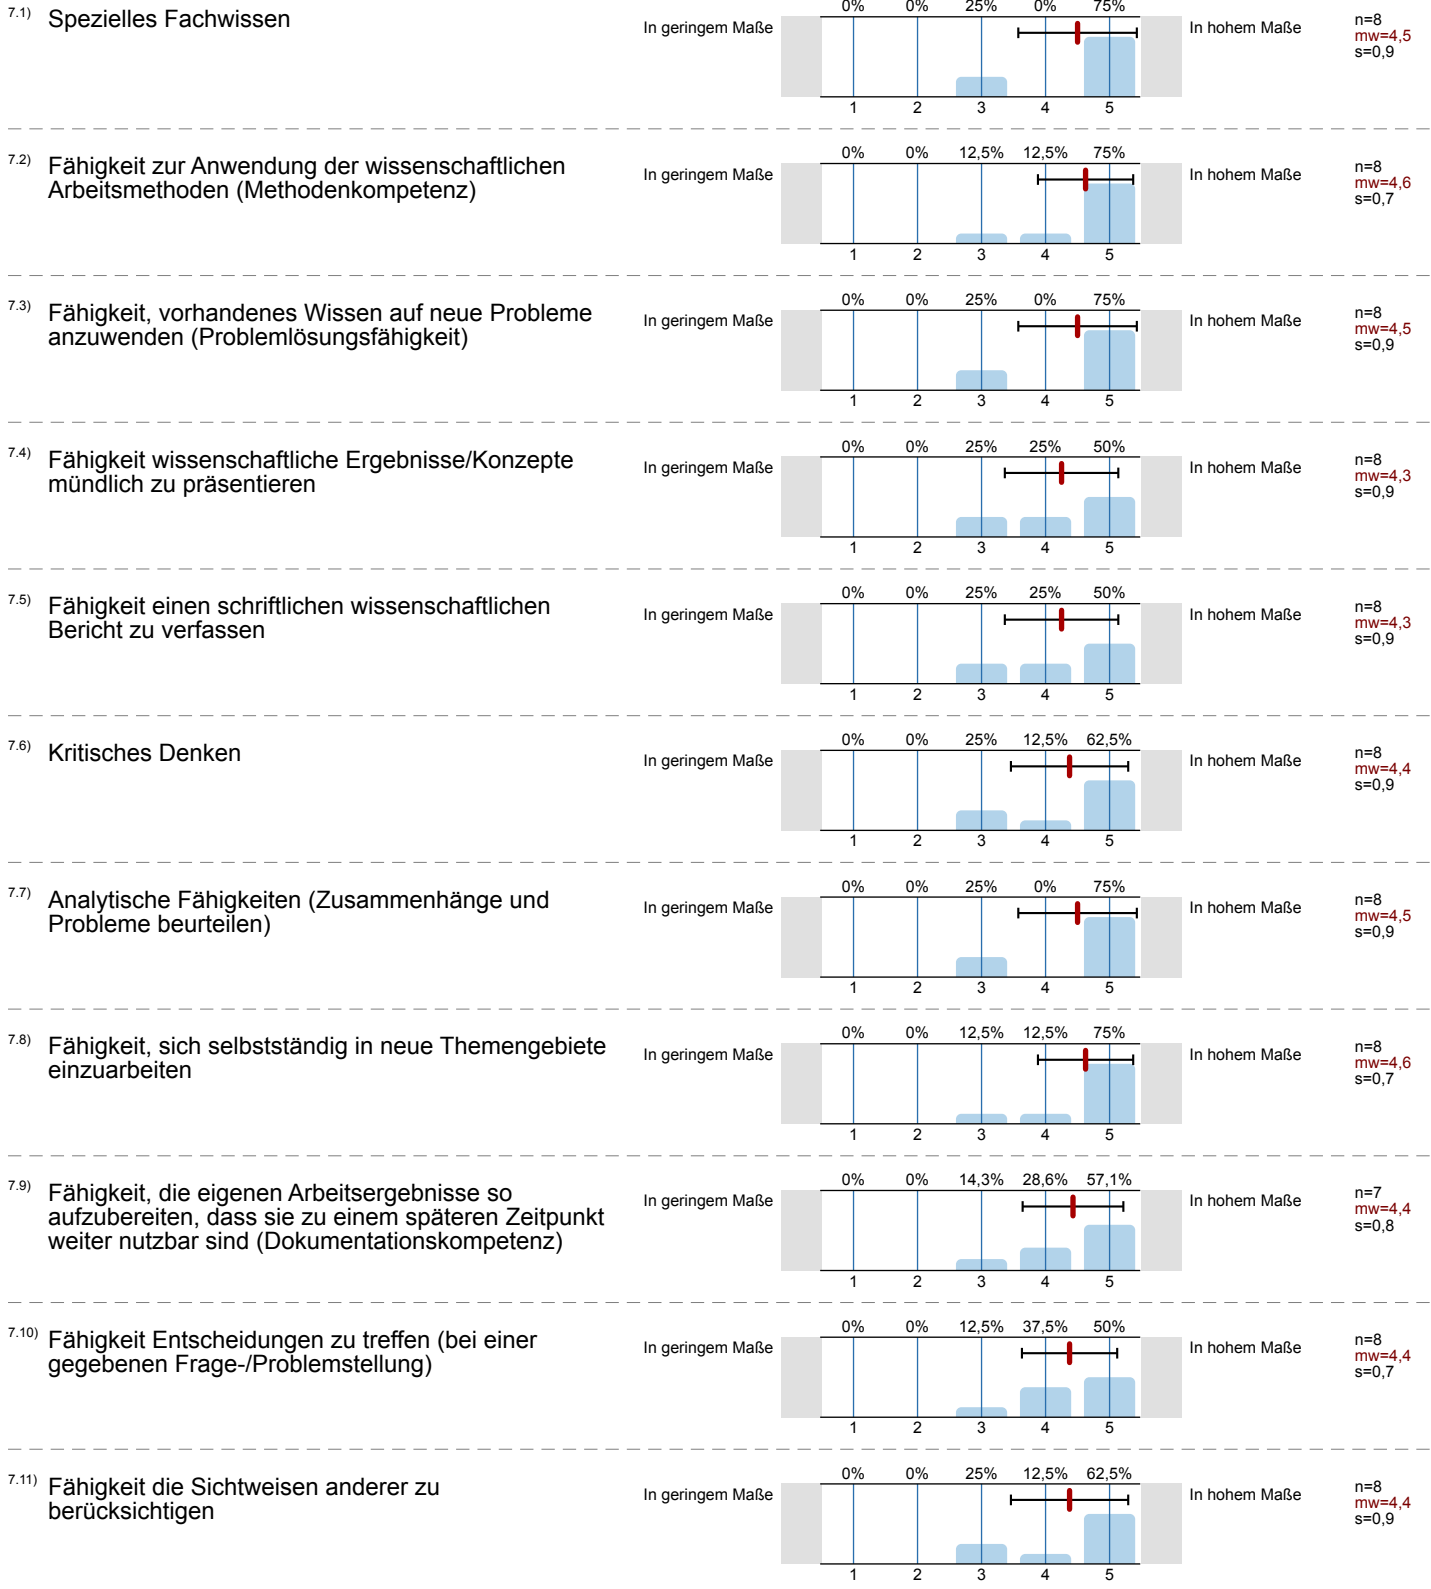 7.1) Spezielles Fachwissen
In geringem Maße
0% 0% 25% 0% 75%
1 2 3 4 5
In hohem Maße
n=8
mw=4,5
s=0,9
7.2) Fähigkeit zur Anwendung der wissenschaftlichen
Arbeitsmethoden (Methodenkompetenz)
In geringem Maße
0% 0% 12,5% 12,5% 75%
1 2 3 4 5
In hohem Maße
n=8
mw=4,6
s=0,7
7.3) Fähigkeit, vorhandenes Wissen auf neue Probleme
anzuwenden (Problemlösungsfähigkeit)
In geringem Maße
0% 0% 25% 0% 75%
1 2 3 4 5
In hohem Maße
n=8
mw=4,5
s=0,9
7.4) Fähigkeit wissenschaftliche Ergebnisse/Konzepte
mündlich zu präsentieren
In geringem Maße
0% 0% 25% 25% 50%
1 2 3 4 5
In hohem Maße
n=8
mw=4,3
s=0,9
7.5) Fähigkeit einen schriftlichen wissenschaftlichen
Bericht zu verfassen
In geringem Maße
0% 0% 25% 25% 50%
1 2 3 4 5
In hohem Maße
n=8
mw=4,3
s=0,9
7.6) Kritisches Denken
In geringem Maße
0% 0% 25% 12,5% 62,5%
1 2 3 4 5
In hohem Maße
n=8
mw=4,4
s=0,9
7.7) Analytische Fähigkeiten (Zusammenhänge und
Probleme beurteilen)
In geringem Maße
0% 0% 25% 0% 75%
1 2 3 4 5
In hohem Maße
n=8
mw=4,5
s=0,9
7.8) Fähigkeit, sich selbstständig in neue Themengebiete
einzuarbeiten
In geringem Maße
0% 0% 12,5% 12,5% 75%
1 2 3 4 5
In hohem Maße
n=8
mw=4,6
s=0,7
7.9) Fähigkeit, die eigenen Arbeitsergebnisse so
aufzubereiten, dass sie zu einem späteren Zeitpunkt
weiter nutzbar sind (Dokumentationskompetenz)
In geringem Maße
0% 0% 14,3% 28,6% 57,1%
1 2 3 4 5
In hohem Maße
n=7
mw=4,4
s=0,8
7.10) Fähigkeit Entscheidungen zu treffen (bei einer
gegebenen Frage-/Problemstellung)
In geringem Maße
0% 0% 12,5% 37,5% 50%
1 2 3 4 5
In hohem Maße
n=8
mw=4,4
s=0,7
7.11) Fähigkeit die Sichtweisen anderer zu
berücksichtigen
In geringem Maße
0% 0% 25% 12,5% 62,5%
1 2 3 4 5
In hohem Maße
n=8
mw=4,4
s=0,9